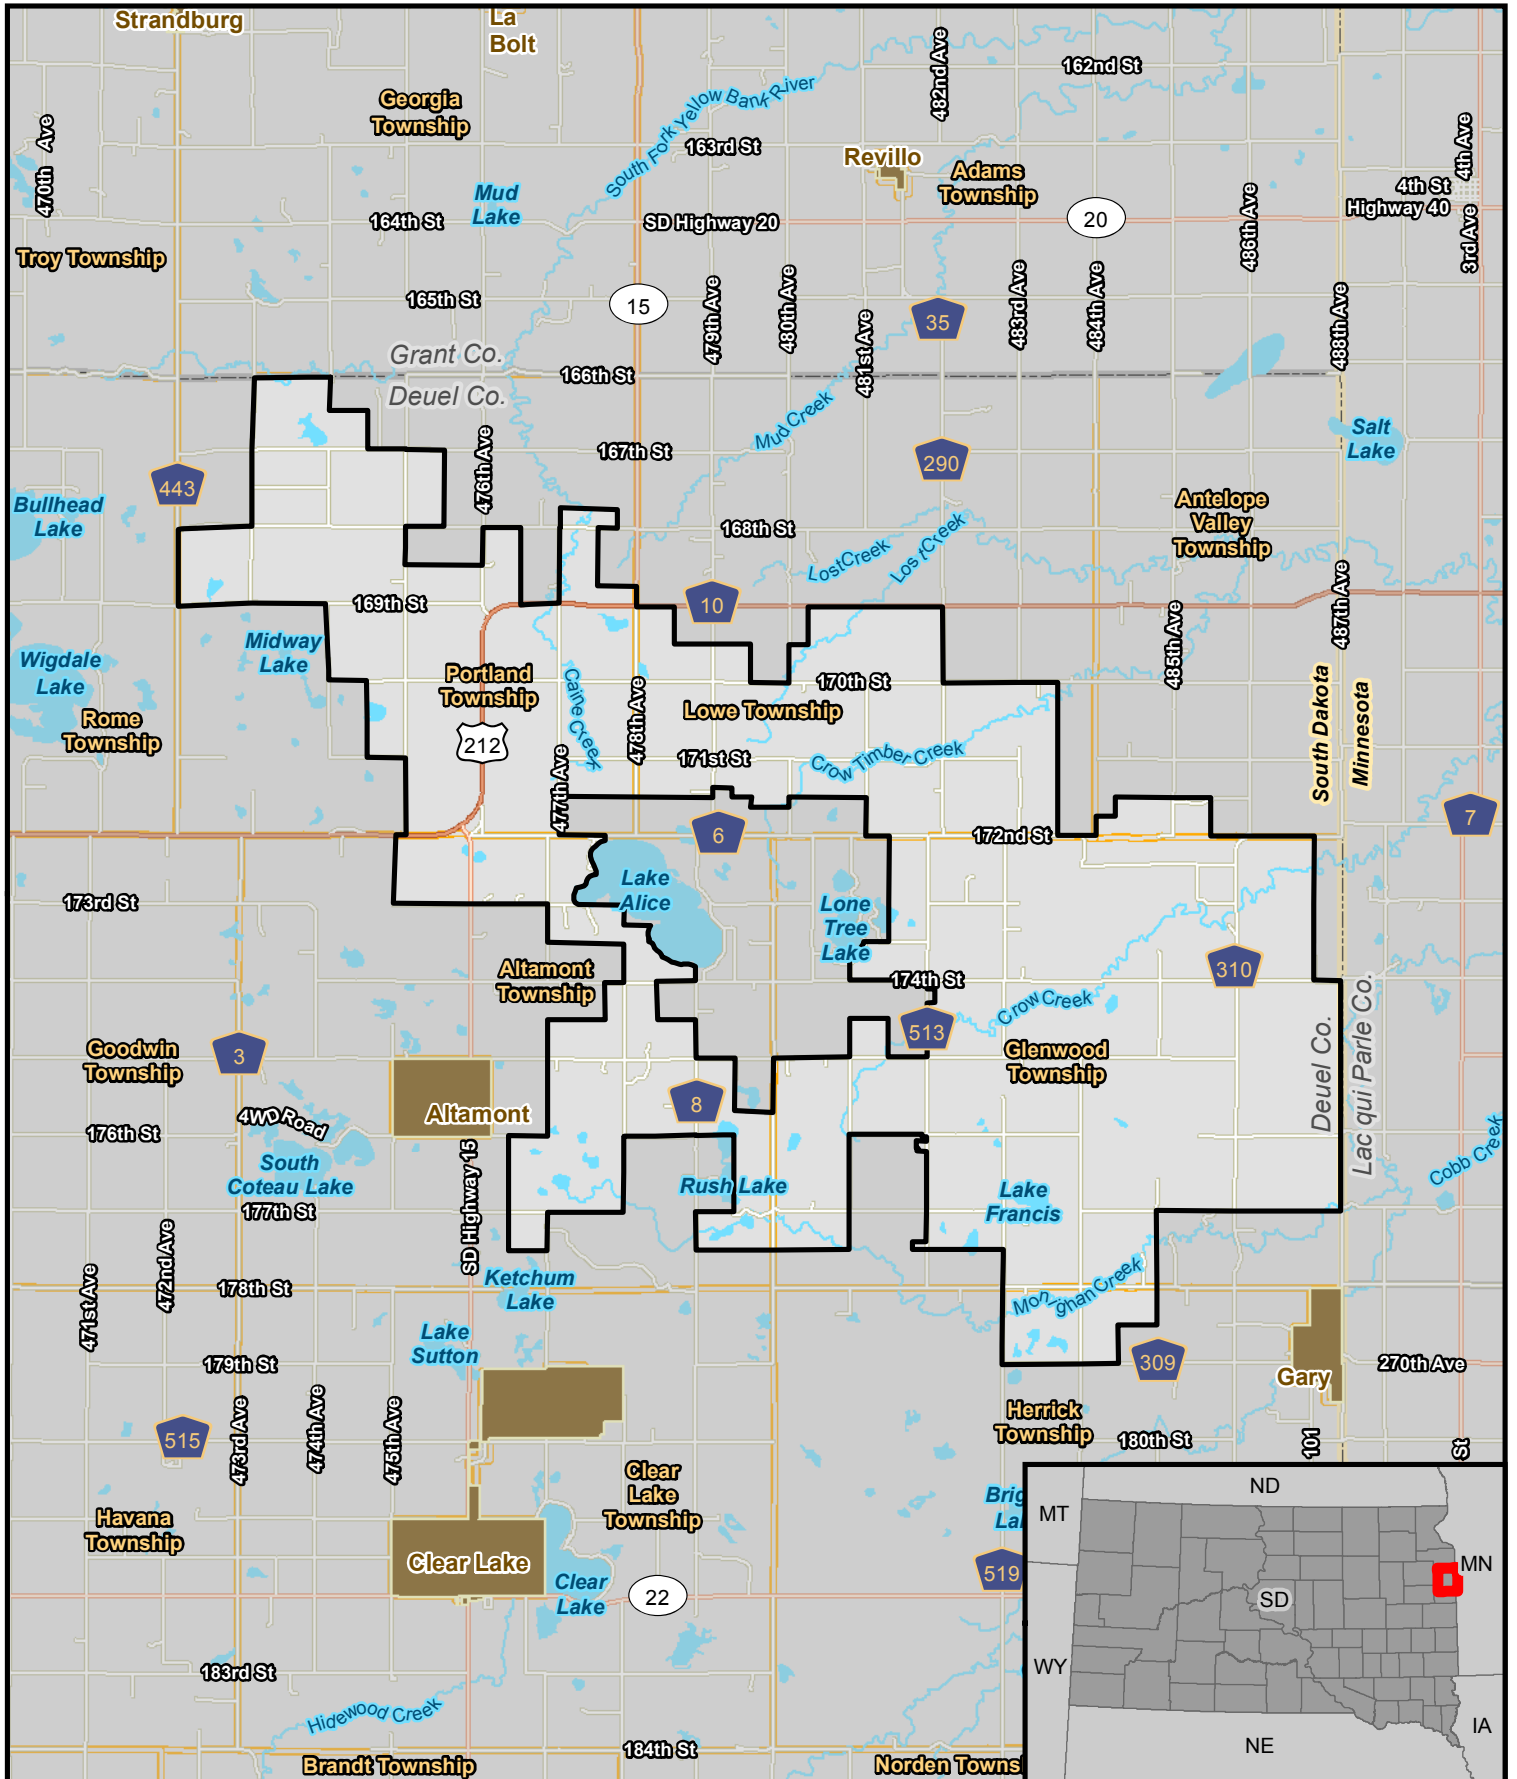 Strandburg
La
Bolt
162nd St
482nd Ave
Georgia
Township
South Fork Yellow Bank River
470th Ave
163rd St
Revillo
Adams
Township
4th Ave
4th St
Highway 40
3rd Ave
Mud
Lake
164th St
SD Highway 20
20
486th Ave
Troy Township
165th St
15
479th Ave
480th Ave
481st Ave
35
483rd Ave
484th Ave
488th Ave
Grant Co.
Deuel Co.
166th St
Mud Creek
167th St
476th Ave
443
290
Salt
Lake
Bullhead
Lake
168th St
Lost Creek
Lost Creek
Antelope
Valley
Township
169th St
10
487th Ave
485th Ave
Midway
Lake
Wigdale
Lake
Rome
Township
Portland
Township
Caine Creek
478th Ave
170th St
Lowe Township
South Dakota
Minnesota
212
171st St
Crow Timber Creek
477th Ave
6
172nd St
7
173rd St
Lake
Alice
Lone
Tree
Lake
Altamont
Township
174th St
310
Crow Creek
513
Deuel Co.
Lac qui Parle Co.
Goodwin
Township
3
Glenwood
Township
8
Altamont
4WD Road
176th St
South
Coteau Lake
177th St
SD Highway 15
Rush Lake
Lake
Francis
Cobb Creek
471st Ave
472nd Ave
178th St
Ketchum
Lake
Monighan Creek
Lake
Sutton
179th St
309
Gary
270th Ave
515
473rd Ave
474th Ave
475th Ave
Herrick
Township
180th St
101
St
Havana
Township
Clear
Lake
Township
Clear Lake
Clear
Lake
22
519
183rd St
Hidewood Creek
184th St
Brandt Township
ND
MT
MN
SD
WY
NE
IA